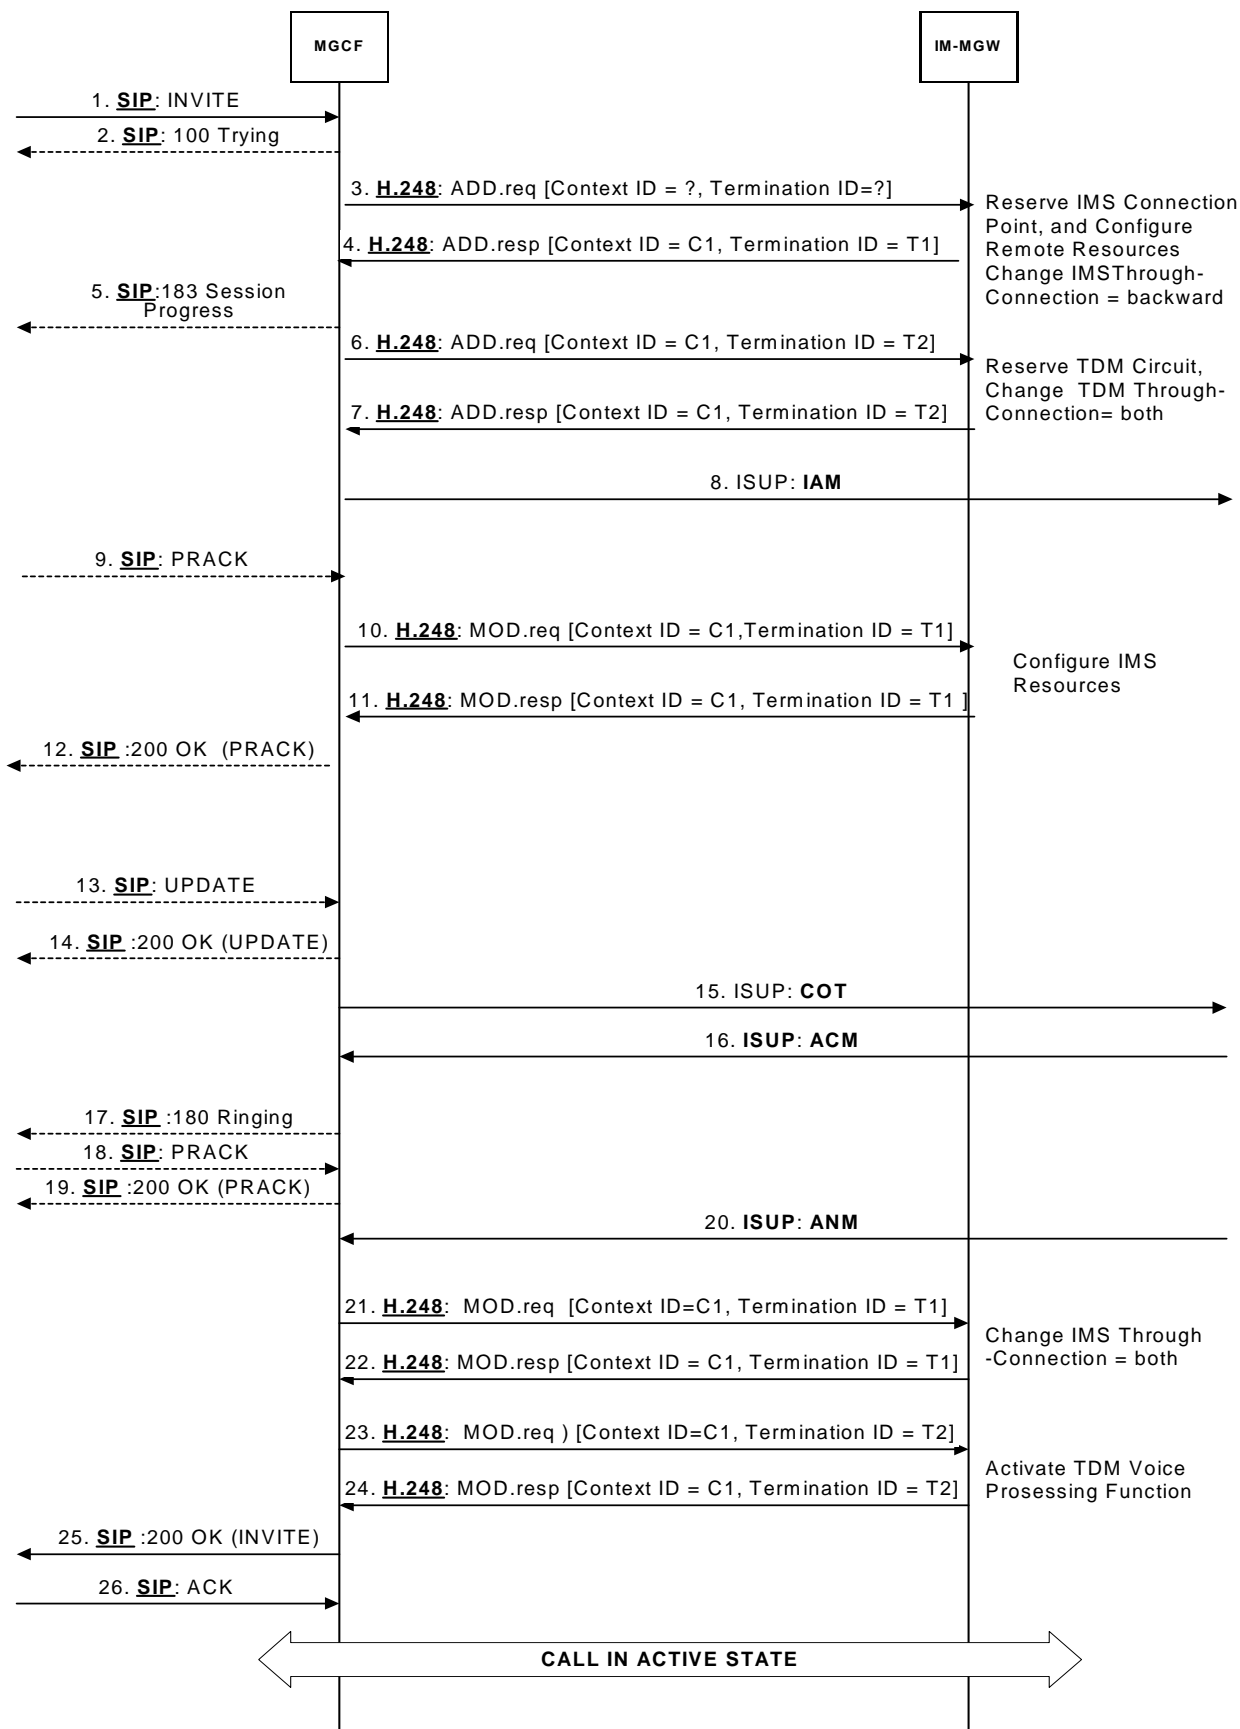 MGCF
IM-MGW
1. SIP: INVITE
2. SIP: 100 Trying
3. H.248: ADD.req [Context ID = ?, Termination ID=?]
Reserve IMS Connection
Point, and Configure
Remote Resources
Change IMSThrough-
Connection = backward
4. H.248: ADD.resp [Context ID = C1, Termination ID = T1]
5. SIP:183 Session
Progress
6. H.248: ADD.req [Context ID = C1, Termination ID = T2]
Reserve TDM Circuit,
Change TDM Through-
Connection= both
7. H.248: ADD.resp [Context ID = C1, Termination ID = T2]
8. ISUP: IAM
9. SIP: PRACK
10. H.248: MOD.req [Context ID = C1,Termination ID = T1]
Configure IMS
Resources
11. H.248: MOD.resp [Context ID = C1, Termination ID = T1 ]
12. SIP :200 OK (PRACK)
13. SIP: UPDATE
14. SIP :200 OK (UPDATE)
15. ISUP: COT
16. ISUP: ACM
17. SIP :180 Ringing
18. SIP: PRACK
19. SIP :200 OK (PRACK)
20. ISUP: ANM
21. H.248: MOD.req [Context ID=C1, Termination ID = T1]
Change IMS Through
-Connection = both
22. H.248: MOD.resp [Context ID = C1, Termination ID = T1]
23. H.248: MOD.req ) [Context ID=C1, Termination ID = T2]
Activate TDM Voice
Prosessing Function
24. H.248: MOD.resp [Context ID = C1, Termination ID = T2]
25. SIP :200 OK (INVITE)
26. SIP: ACK
CALL IN ACTIVE STATE